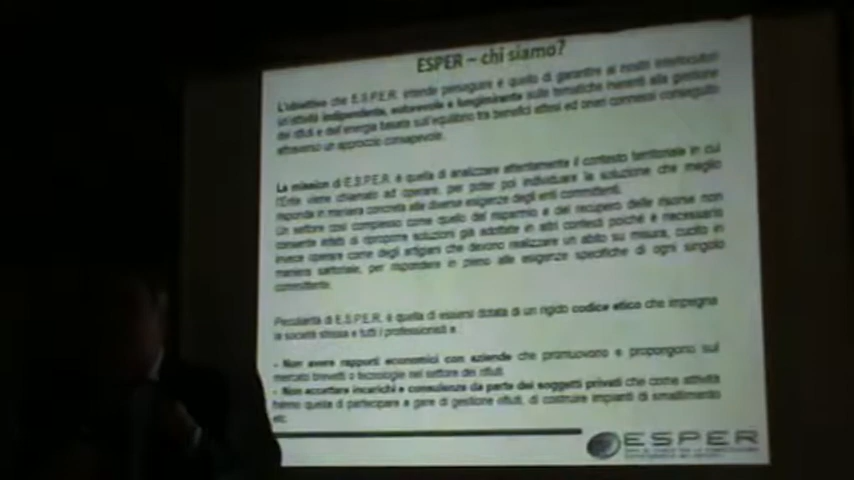 ESPER – chi siamo?
L'obiettivo che E.S.P.E.R. intende perseguire è quello di garantire ai nostri interlocutori
un'attività indipendente, autorevole e lungimirante sulle tematiche inerenti alla gestione
dei rifiuti e dell'energia basata sull'equilibrio tra benefici attesi ed oneri connessi conseguito
attraverso un approccio consapevole.
La mission di E.S.P.E.R. è quella di analizzare attentamente il contesto territoriale in cui
l'Ente viene chiamato ad operare, per poter poi individuare la soluzione che meglio
risponda in maniera concreta alle diverse esigenze degli enti committenti.
Un settore così complesso come quello del risparmio e del recupero delle risorse non
consente infatti di riproporre soluzioni già adottate in altri contesti poiché è necessario
invece operare come degli artigiani che devono realizzare un abito su misura, cucito in
maniera sartoriale, per rispondere in pieno alle esigenze specifiche di ogni singolo
committente.
Peculiarità di E.S.P.E.R. è quella di essersi dotata di un rigido codice etico che impegna
la società stessa e tutti i professionisti a:
- Non avere rapporti economici con aziende che promuovono e propongono sul
mercato brevetti o tecnologie nel settore dei rifiuti.
- Non accettare incarichi e consulenze da parte dei soggetti privati che come attività
hanno quella di partecipare a gare di gestione rifiuti, di costruire impianti di smaltimento
etc
ESPER